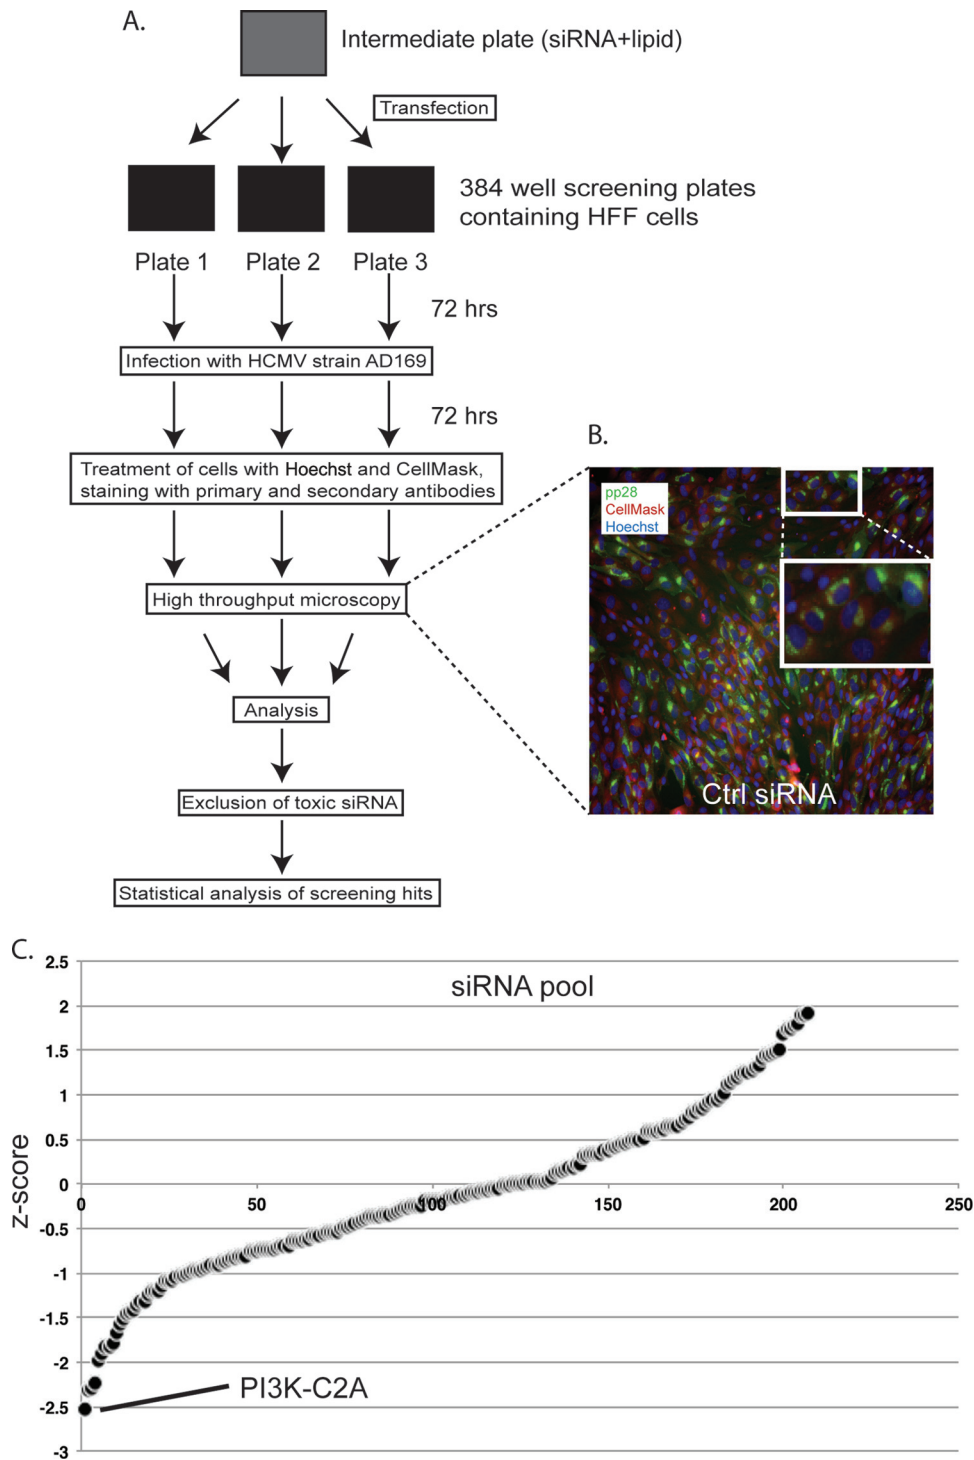 A.
Intermediate plate (siRNA+lipid)
Transfection
384 well screening plates
containing HFF cells
Plate 1
Plate 2
Plate 3
72 hrs
Infection with HCMV strain AD169
72 hrs
Treatment of cells with Hoechst and CellMask,
staining with primary and secondary antibodies
High throughput microscopy
Analysis
Exclusion of toxic siRNA
Statistical analysis of screening hits
B.
pp28
CellMask
Hoechst
Ctrl siRNA
C.
siRNA pool
z-score
2.5
2
1.5
1
0.5
0
-0.5
-1
-1.5
-2
-2.5
-3
0
50
100
150
200
250
PI3K-C2A